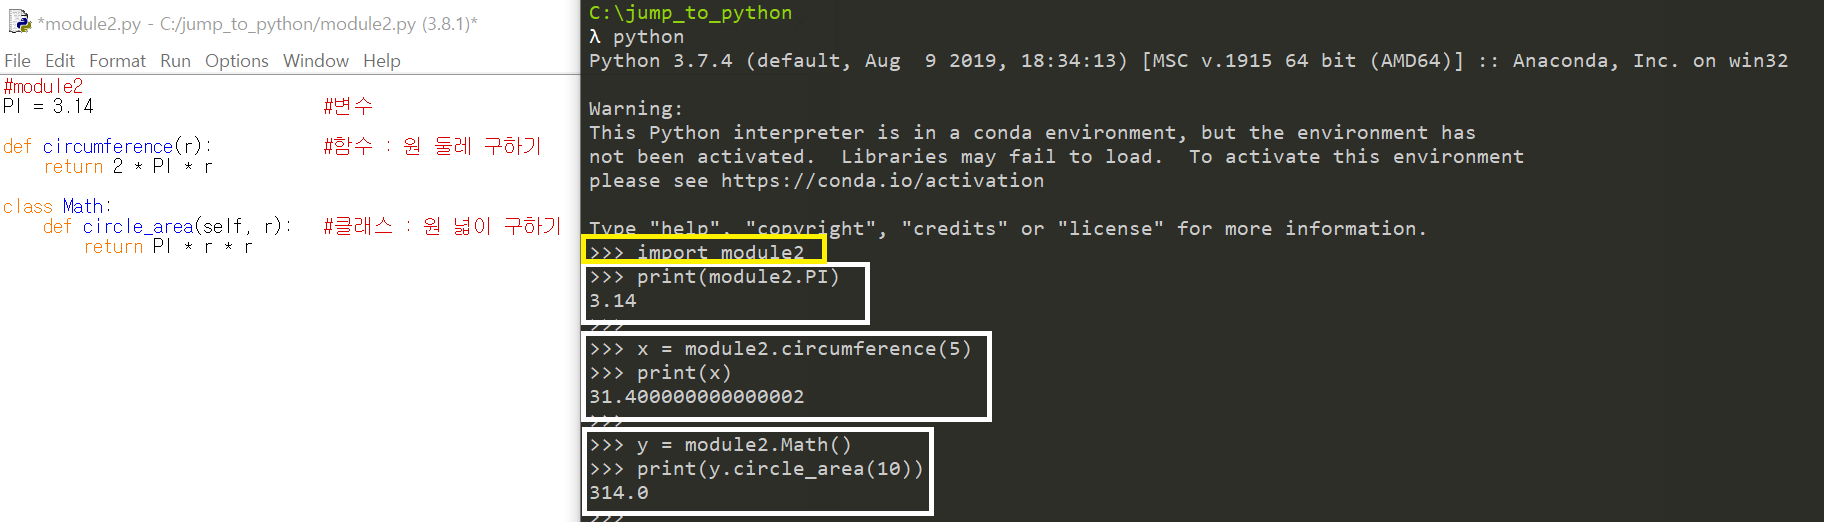 *module2.py - C:/jump_to_python/module2.py (3.8.1)*
File Edit Format Run Options Window Help
#module2
PI = 3.14 #변수
def circumference(r): #함수 : 원 둘레 구하기
return 2 * PI * r
class Math:
def circle_area(self, r): #클래스 : 원 넓이 구하기
return PI * r * r
C:\jump_to_python
λ python
Python 3.7.4 (default, Aug  9 2019, 18:34:13) [MSC v.1915 64 bit (AMD64)] :: Anaconda, Inc. on win32
Warning:
This Python interpreter is in a conda environment, but the environment has
not been activated.  Libraries may fail to load.  To activate this environment
please see https://conda.io/activation
Type "help", "copyright", "credits" or "license" for more information.
>>> import module2
>>> print(module2.PI)
3.14
>>>
>>> x = module2.circumference(5)
>>> print(x)
31.400000000000002
>>>
>>> y = module2.Math()
>>> print(y.circle_area(10))
314.0
>>>